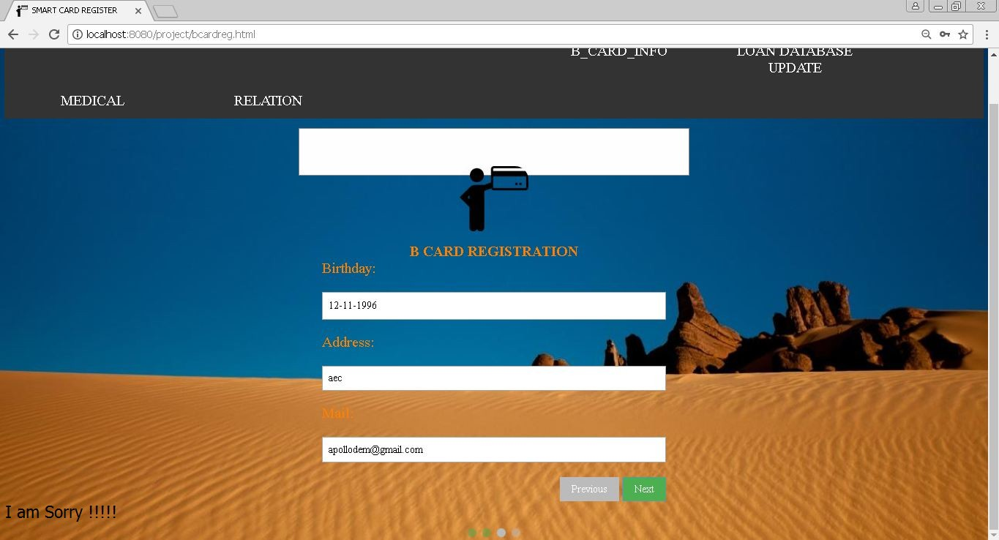 SMART CARD REGISTER
localhost:8080/project/bcardreg.html
B_CARD_INFO
LOAN DATABASE
UPDATE
MEDICAL
RELATION
B CARD REGISTRATION
Birthday:
12-11-1996
Address:
aec
Mail:
apollodem@gmail.com
Previous
Next
I am Sorry !!!!!